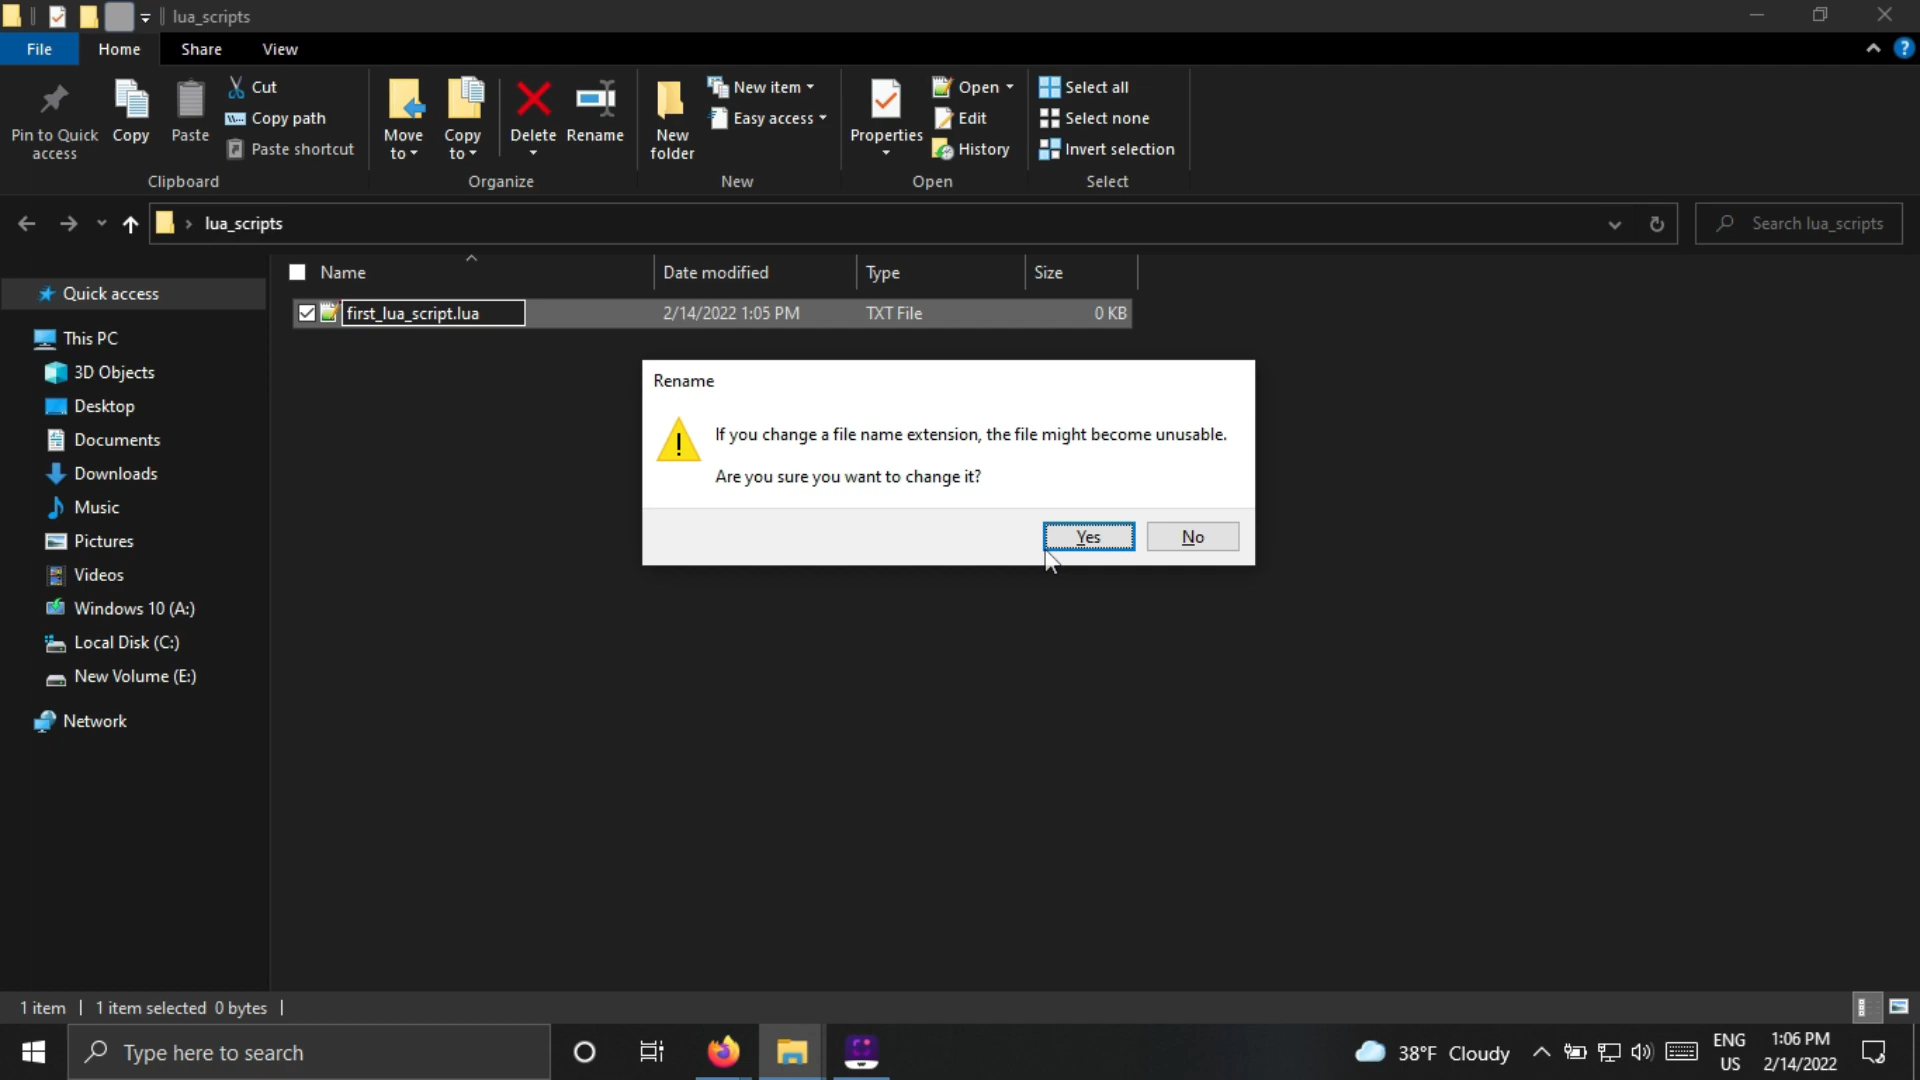 lua_scripts
File Home Share View
Pin to Quick access
Copy
Paste
Cut
Copy path
Paste shortcut
Clipboard
Move to
Copy to
Delete
Rename
Organize
New folder
New item
Easy access
New
Properties
Open
Edit
History
Open
Select all
Select none
Invert selection
Select
lua_scripts
Search lua_scripts
Name Date modified Type Size
first_lua_script.lua 2/14/2022 1:05 PM TXT File 0 KB
Quick access
This PC
3D Objects
Desktop
Documents
Downloads
Music
Pictures
Videos
Windows 10 (A:)
Local Disk (C:)
New Volume (E:)
Network
Rename
If you change a file name extension, the file might become unusable.
Are you sure you want to change it?
Yes No
1 item 1 item selected 0 bytes
Type here to search
38°F Cloudy
ENG
US
1:06 PM
2/14/2022